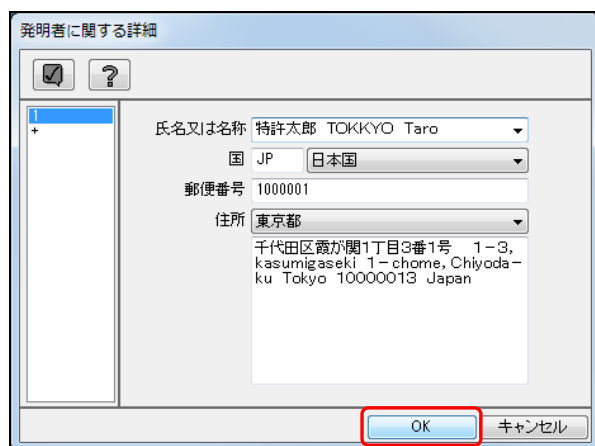 発明者に関する詳細
?
1
+
氏名又は名称 特許太郎 TOKKYO Taro
国 JP 日本国
郵便番号 1000001
住所 東京都
千代田区霞が関1丁目3番1号 1-3,
kasumigaseki 1-chome,Chiyoda-
ku Tokyo 10000013 Japan
OK キャンセル